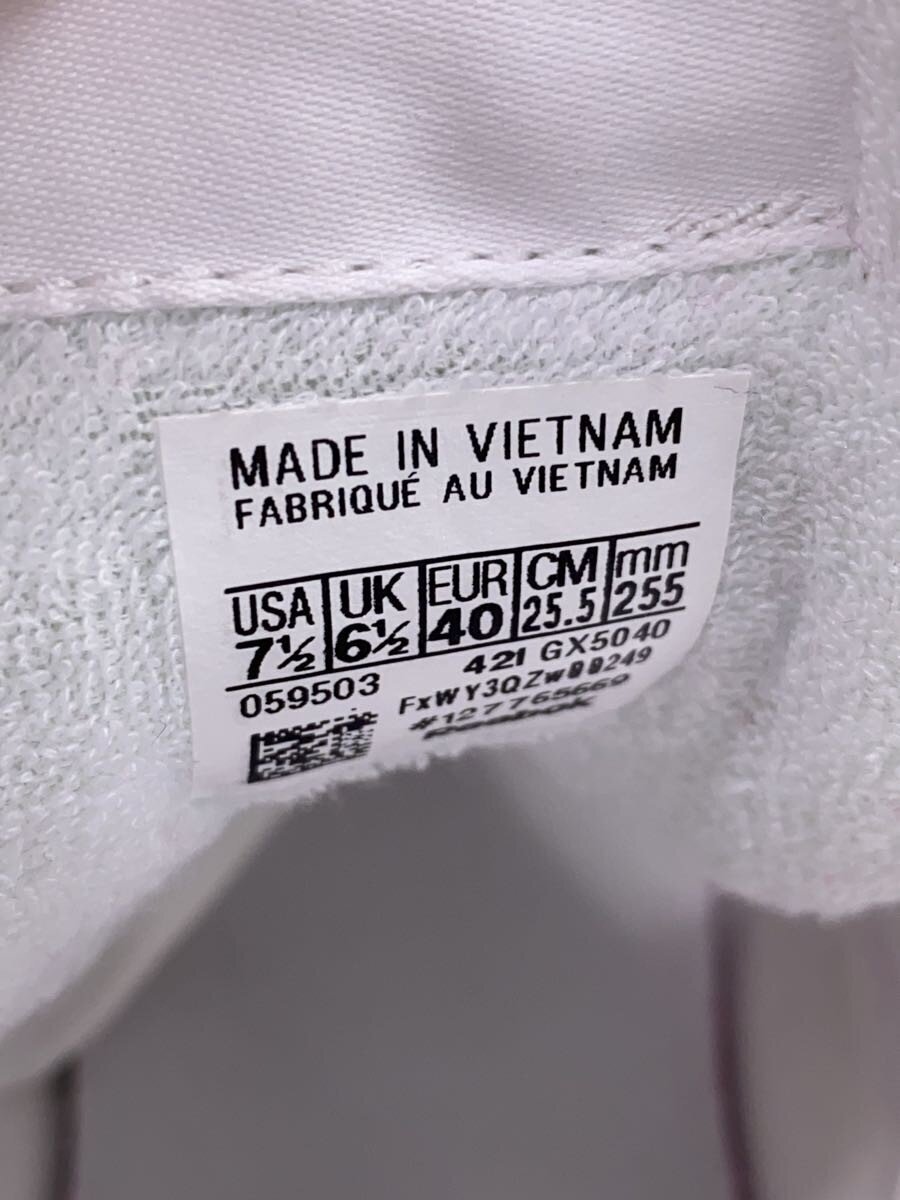 MADE IN VIETNAM
FABRIQUÉ AU VIETNAM
USA UK EUR CM mm
7½ 6½ 40 25.5 255
059503 421 GX5040
FxWY3QZw00249
#127765669
Reebok